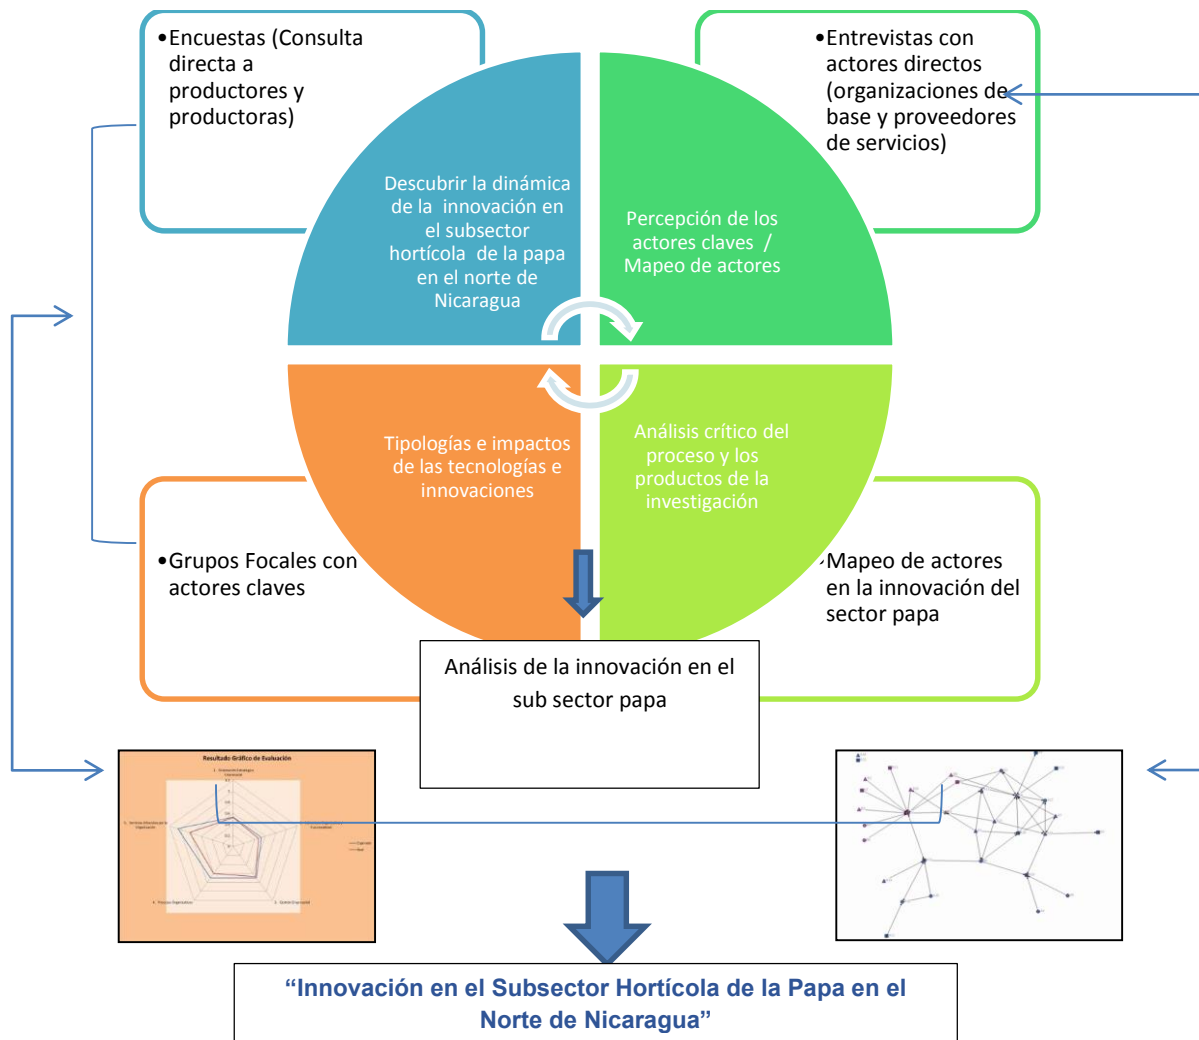 •Encuestas (Consulta
directa a
productores y
productoras)
•Entrevistas con
actores directos
(organizaciones de
base y proveedores
de servicios)
Descubrir la dinámica
de la innovación en
el subsector
hortícola de la papa
en el norte de
Nicaragua
Percepción de los
actores claves /
Mapeo de actores
Tipologías e impactos
de las tecnologías e
innovaciones
Análisis crítico del
proceso y los
productos de la
investigación
•Grupos Focales con
actores claves
•Mapeo de actores
en la innovación del
sector papa
Análisis de la innovación en el
sub sector papa
Resultado Gráfico de Evaluación
“Innovación en el Subsector Hortícola de la Papa en el
Norte de Nicaragua”